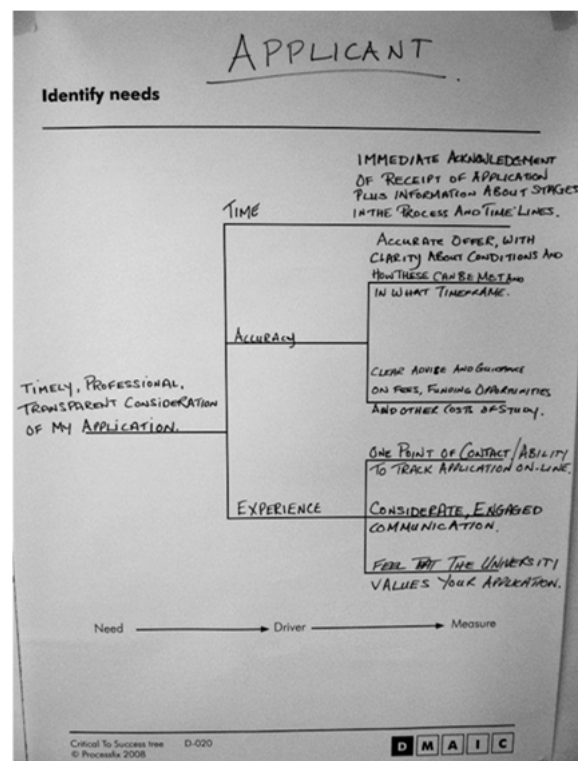 APPLICANT
Identify needs
IMMEDIATE ACKNOWLEDGMENT
OF RECEIPT OF APPLICATION
PLUS INFORMATION ABOUT STAGES
IN THE PROCESS AND TIME LINES.
TIME
ACCURATE OFFER, WITH
CLARITY ABOUT CONDITIONS AND
HOW THESE CAN BE MET AND
IN WHAT TIMEFRAME.
ACCURACY
CLEAR ADVISE AND GUIDANCE
ON FEES, FUNDING OPPORTUNITIES
AND OTHER COSTS OF STUDY.
TIMELY, PROFESSIONAL,
TRANSPARENT CONSIDERATION
OF MY APPLICATION.
ONE POINT OF CONTACT/ABILITY
TO TRACK APPLICATION ON-LINE.
EXPERIENCE
CONSIDERATE, ENGAGED
COMMUNICATION.
FEEL THAT THE UNIVERSITY
VALUES YOUR APPLICATION.
Need Driver Measure
Critical To Success tree D-020
© Processfix 2008
D M A I C